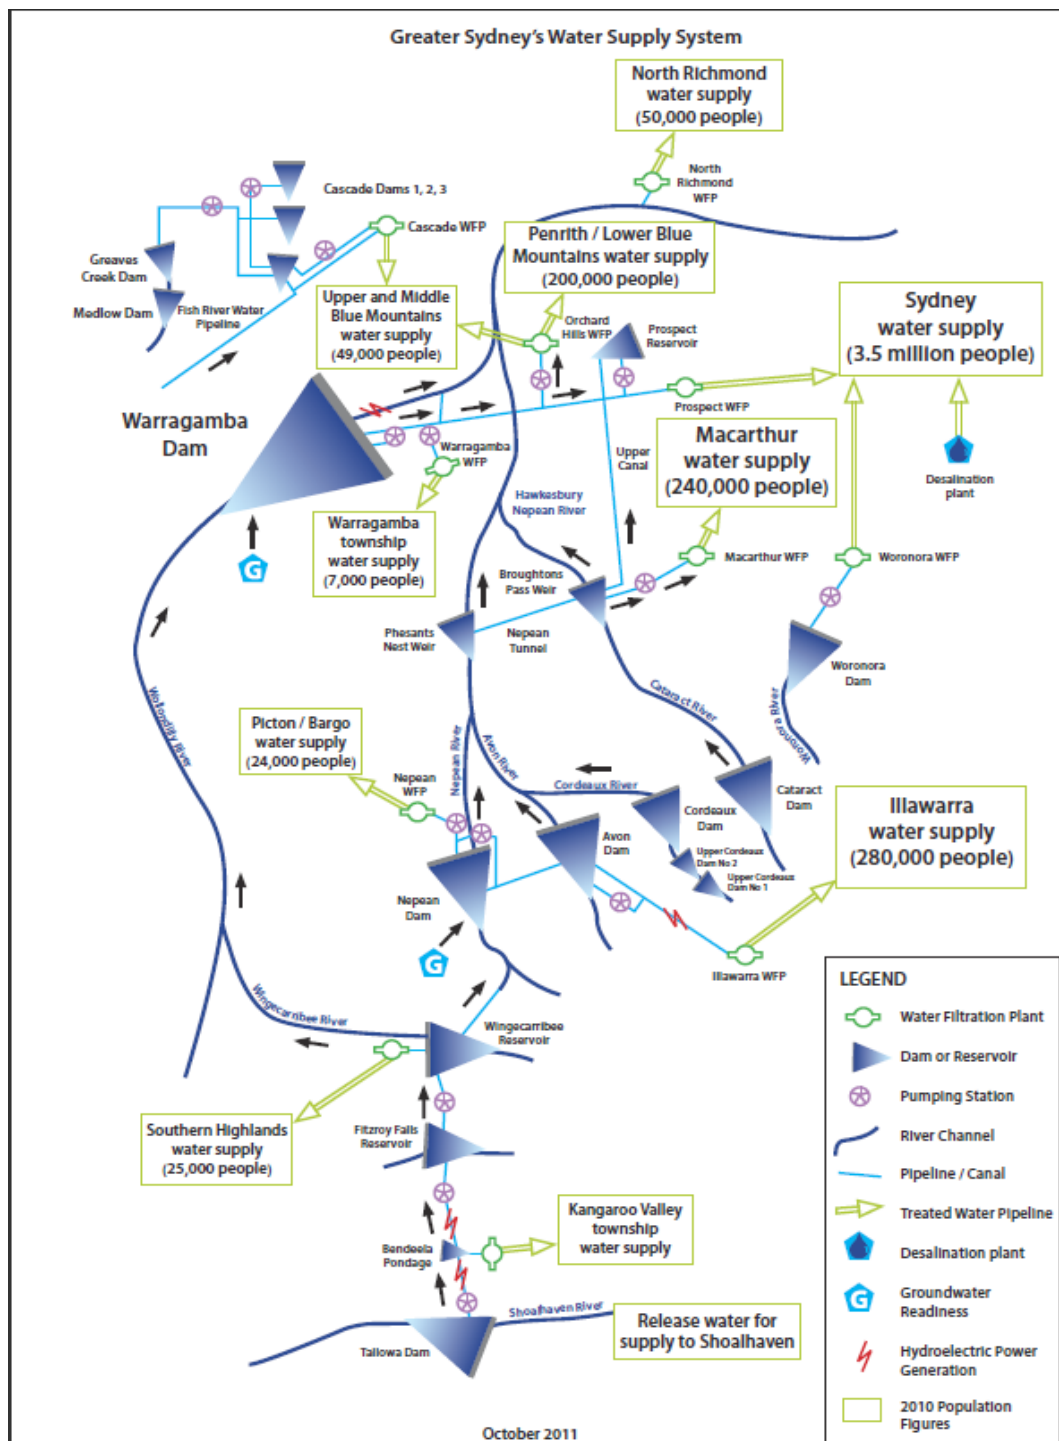 Greater Sydney's Water Supply System
North Richmond
water supply
(50,000 people)
North
Richmond
WFP
Cascade Dams 1, 2, 3
Cascade WFP
Greaves
Creek Dam
Medlow Dam
Fish River Water
Pipeline
Upper and Middle
Blue Mountains
water supply
(49,000 people)
Penrith / Lower Blue
Mountains water supply
(200,000 people)
Orchard
Hills WFP
Prospect
Reservoir
Sydney
water supply
(3.5 million people)
Prospect WFP
Warragamba
Dam
Warragamba
WFP
Warragamba
township
water supply
(7,000 people)
G
Upper
Canal
Macarthur
water supply
(240,000 people)
Desalination
plant
Hawkesbury
Nepean River
Broughtons
Pass Weir
Macarthur WFP
Woronora WFP
Phesants
Nest Weir
Nepean
Tunnel
Woronora
Dam
Woronora River
Cataract River
Wollondilly River
Picton / Bargo
water supply
(24,000 people)
Nepean
WFP
Nepean River
Avon River
Cordeaux River
Cordeaux
Dam
Cataract
Dam
Upper Cordeaux
Dam No 2
Upper Cordeaux
Dam No 1
Avon
Dam
Nepean
Dam
G
Illawarra
water supply
(280,000 people)
Illawarra WFP
Wingecarribee River
Wingecarribee
Reservoir
Southern Highlands
water supply
(25,000 people)
Fitzroy Falls
Reservoir
Kangaroo Valley
township
water supply
Bendeela
Pondage
Shoalhaven River
Tallowa Dam
Release water for
supply to Shoalhaven
LEGEND
Water Filtration Plant
Dam or Reservoir
Pumping Station
River Channel
Pipeline / Canal
Treated Water Pipeline
Desalination plant
G
Groundwater
Readiness
Hydroelectric Power
Generation
2010 Population
Figures
October 2011